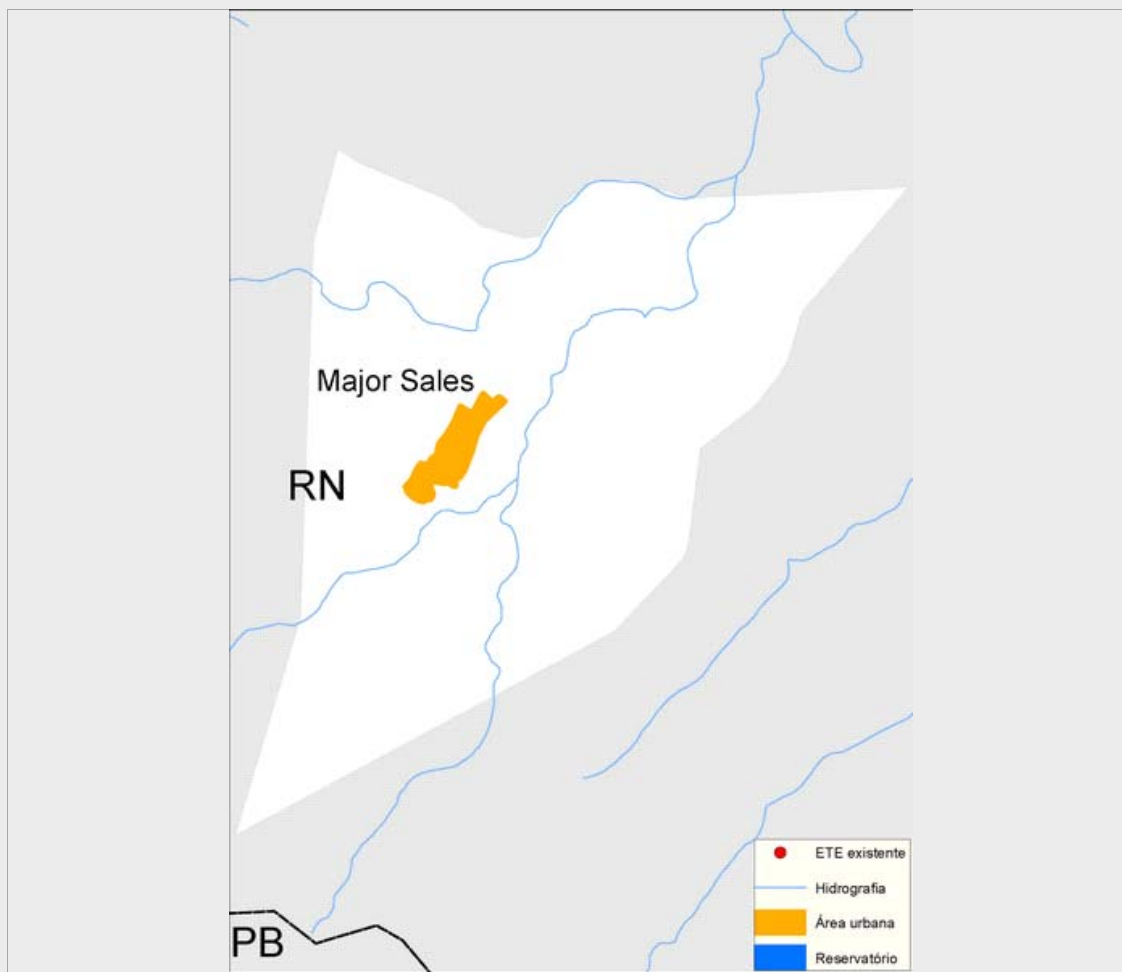 Major Sales
RN
ETE existente
Hidrografia
Área urbana
Reservatório
PB